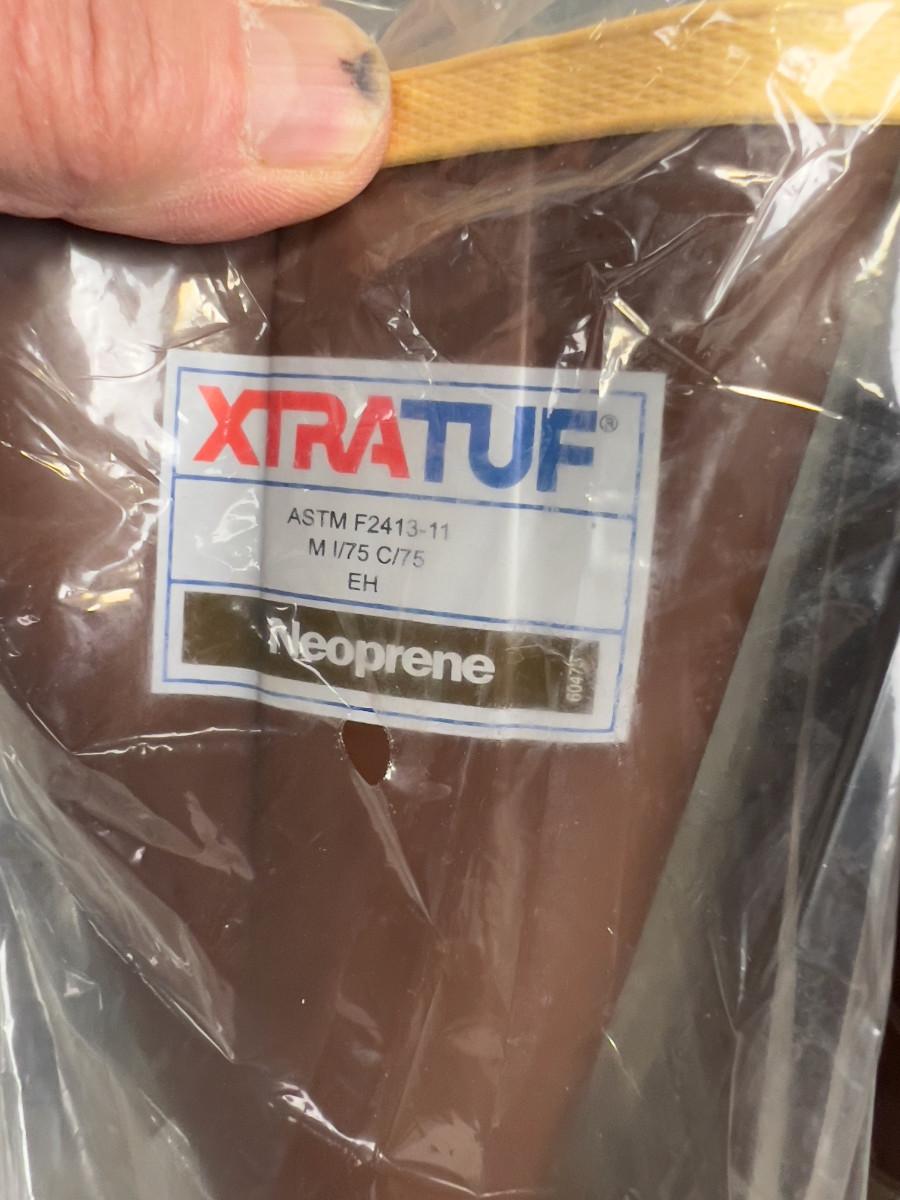 XTRATUF®
ASTM F2413-11
M I/75 C/75
EH
Neoprene